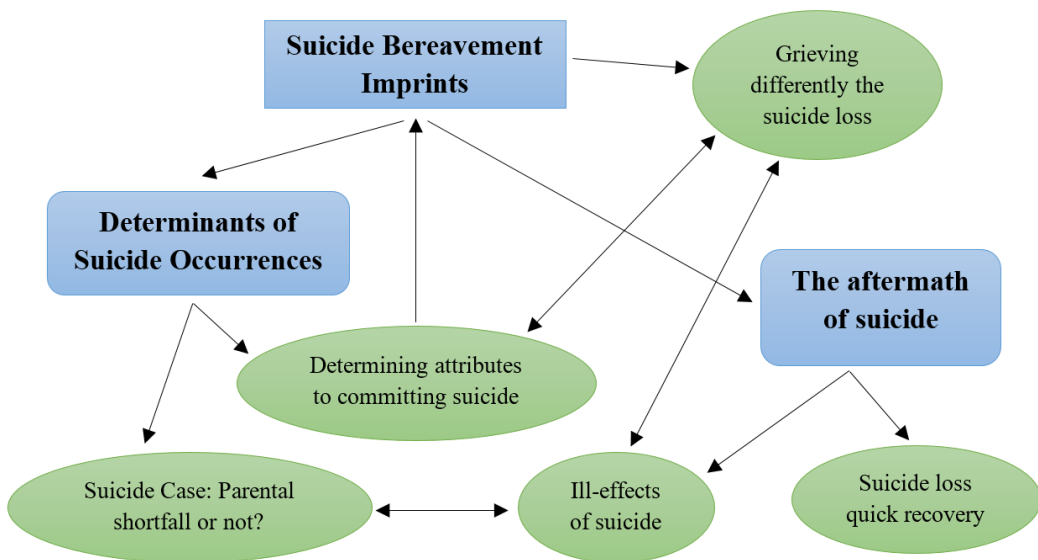 Suicide Bereavement
Imprints
Grieving
differently the
suicide loss
Determinants of
Suicide Occurrences
The aftermath
of suicide
Determining attributes
to committing suicide
Suicide Case: Parental
shortfall or not?
Ill-effects
of suicide
Suicide loss
quick recovery